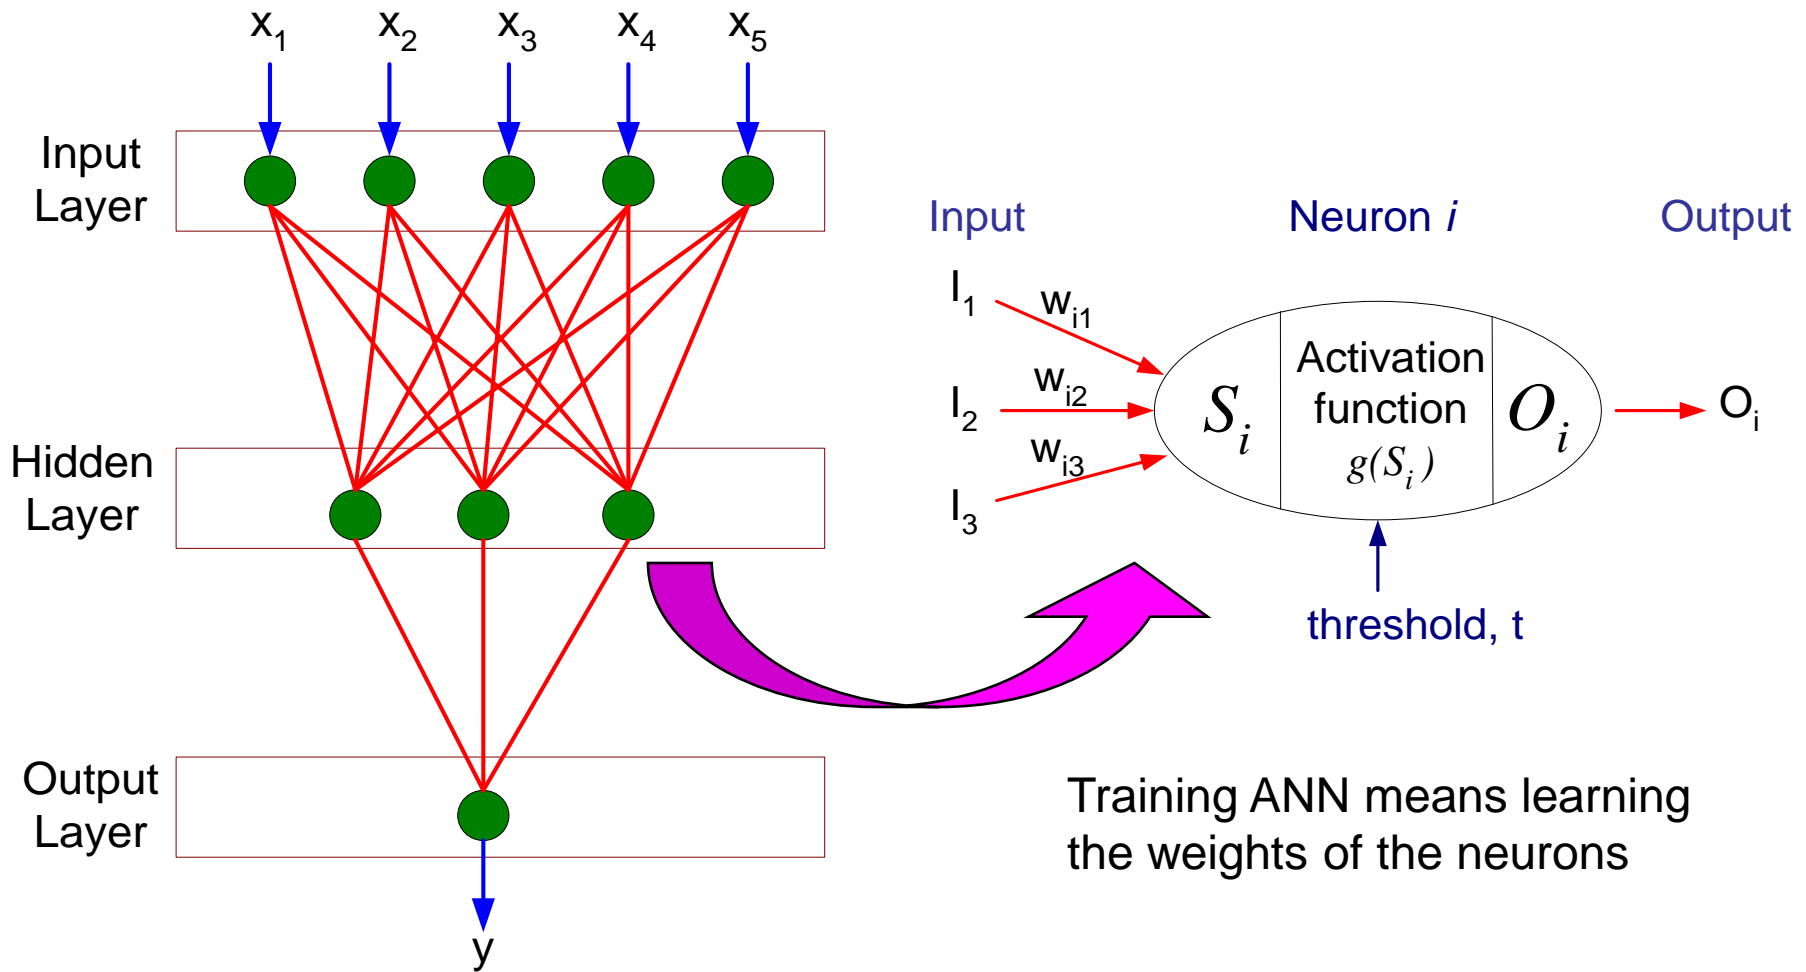 x₁ x₂ x₃ x₄ x₅
Input
Layer
Hidden
Layer
Output
Layer
y
Input Neuron i Output
I₁ wᵢ₁
I₂ wᵢ₂
I₃ wᵢ₃
Sᵢ
Activation
function
g(Sᵢ)
Oᵢ
Oᵢ
threshold, t
Training ANN means learning
the weights of the neurons